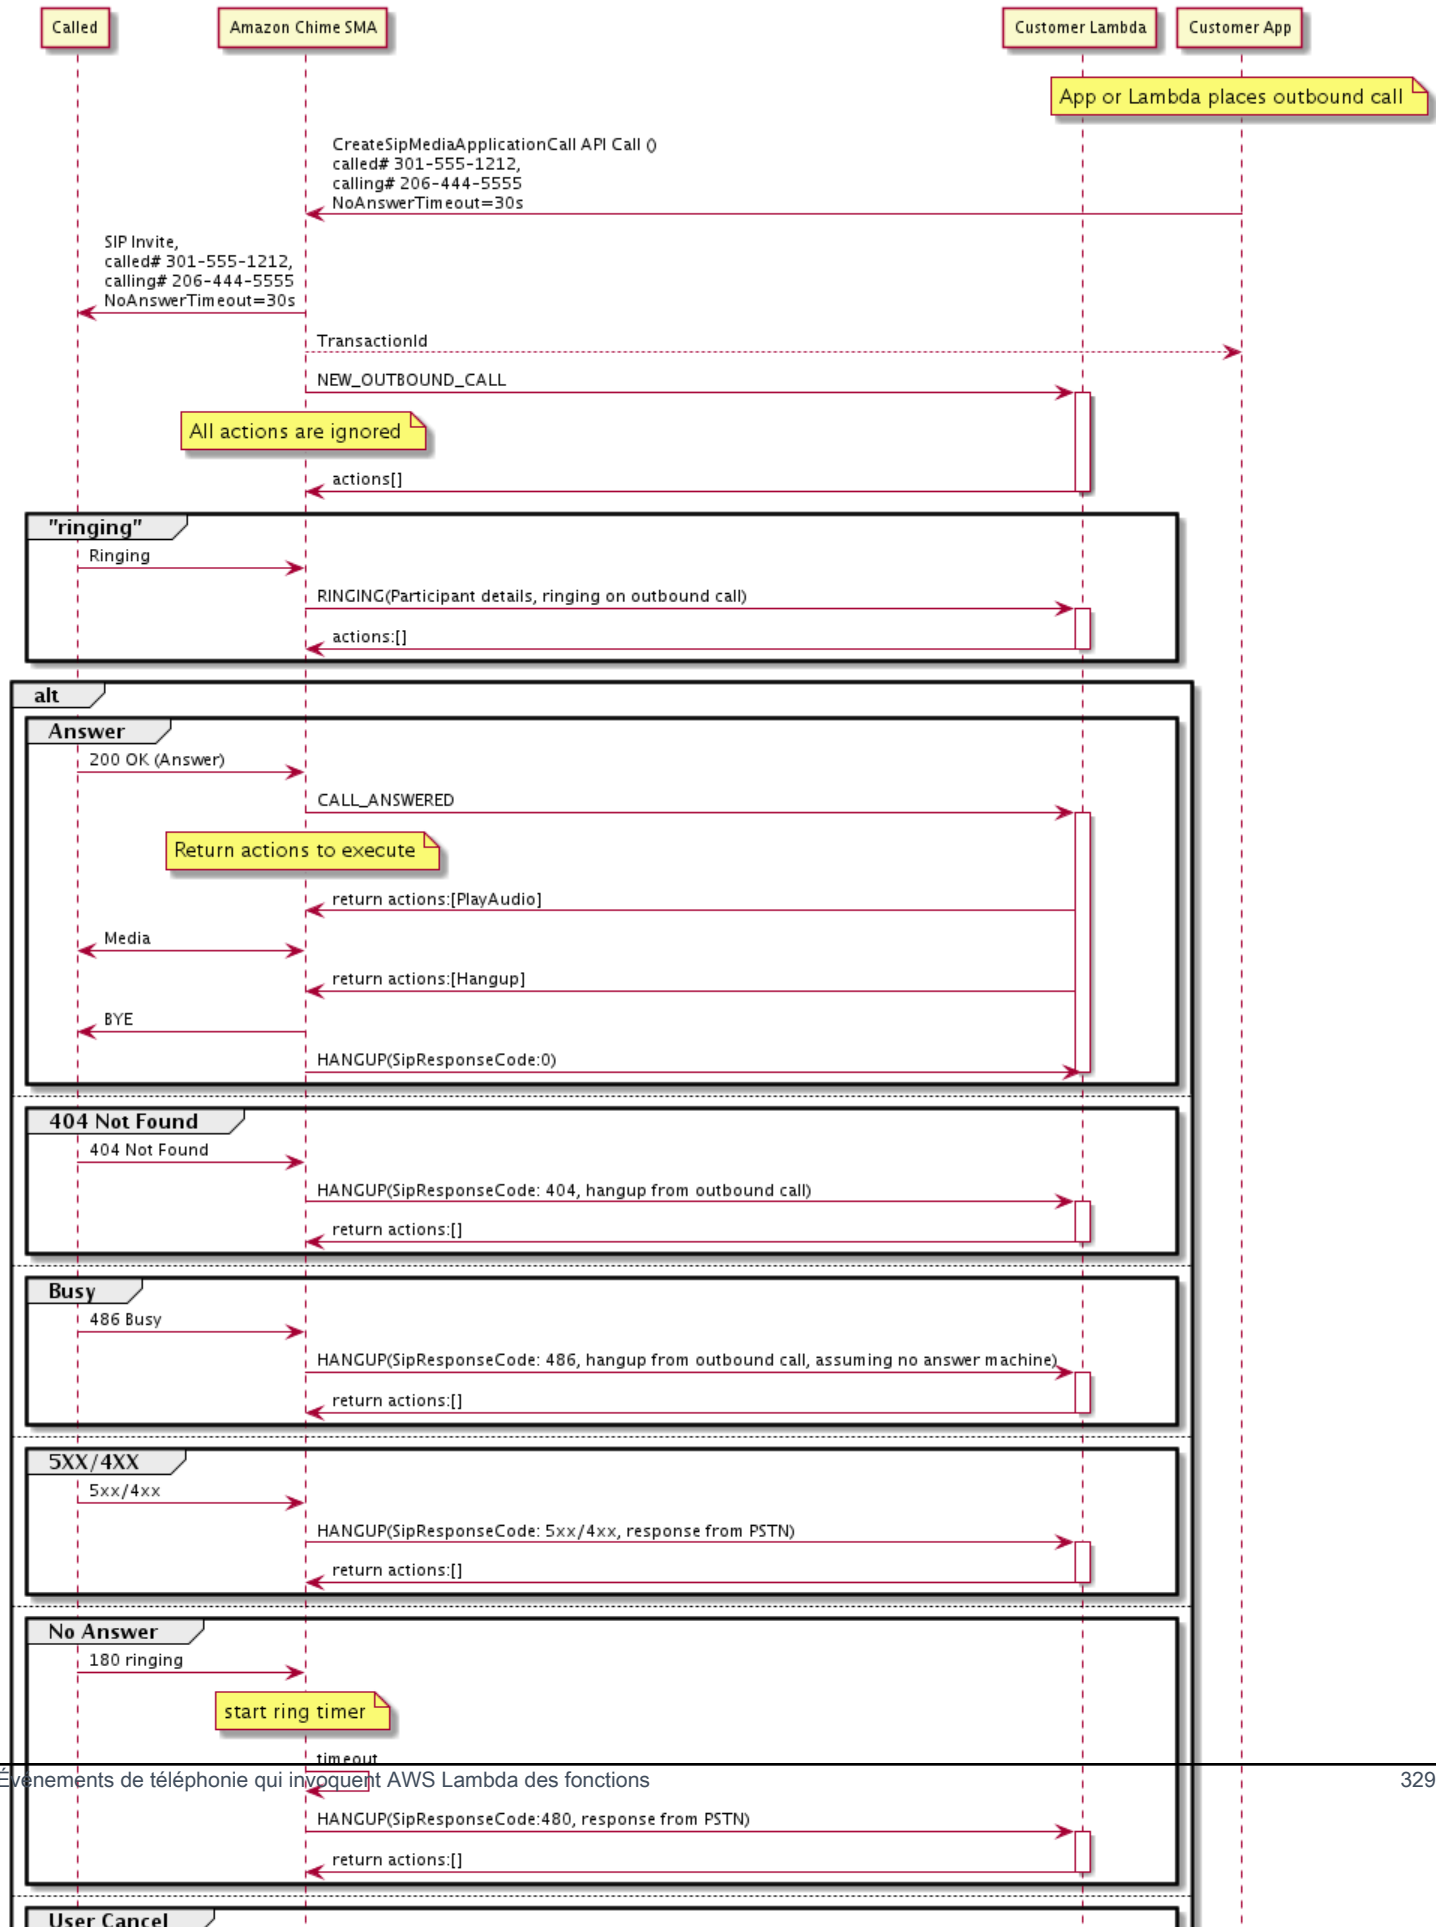 Called
Amazon Chime SMA
Customer Lambda
Customer App
App or Lambda places outbound call
CreateSipMediaApplicationCall API Call ()
called# 301-555-1212,
calling# 206-444-5555
NoAnswerTimeout=30s
SIP Invite,
called# 301-555-1212,
calling# 206-444-5555
NoAnswerTimeout=30s
TransactionId
NEW_OUTBOUND_CALL
All actions are ignored
actions[]
"ringing"
Ringing
RINGING(Participant details, ringing on outbound call)
actions:[]
alt
Answer
200 OK (Answer)
CALL_ANSWERED
Return actions to execute
return actions:[PlayAudio]
Media
return actions:[Hangup]
BYE
HANGUP(SipResponseCode:0)
404 Not Found
404 Not Found
HANGUP(SipResponseCode: 404, hangup from outbound call)
return actions:[]
Busy
486 Busy
HANGUP(SipResponseCode: 486, hangup from outbound call, assuming no answer machine)
return actions:[]
5XX/4XX
5xx/4xx
HANGUP(SipResponseCode: 5xx/4xx, response from PSTN)
return actions:[]
No Answer
180 ringing
start ring timer
timeout
Évènements de téléphonie qui invoquent AWS Lambda des fonctions
329
HANGUP(SipResponseCode:480, response from PSTN)
return actions:[]
User Cancel